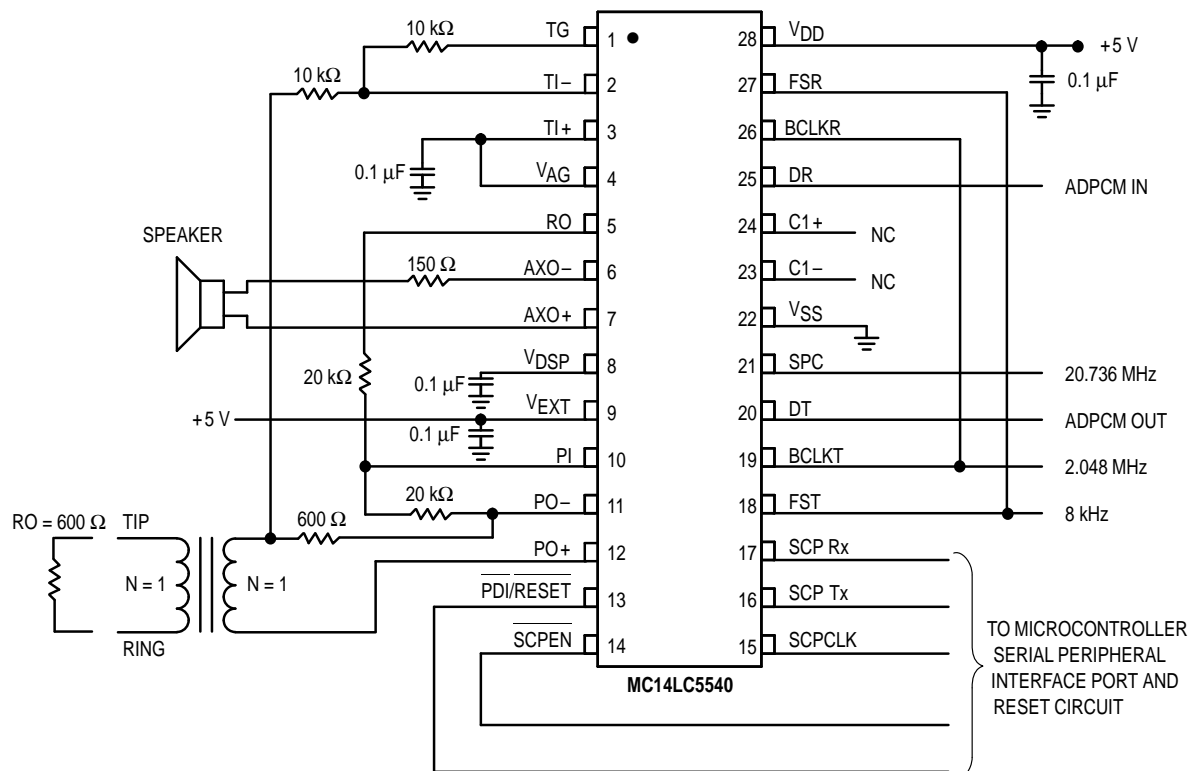 10 kΩ
TG
1
28
VDD
+5 V
10 kΩ
TI−
2
27
FSR
0.1 µF
TI+
3
26
BCLKR
0.1 µF
VAG
4
25
DR
ADPCM IN
SPEAKER
RO
5
24
C1+
NC
150 Ω
AXO−
6
23
C1−
NC
AXO+
7
22
VSS
20 kΩ
VDSP
8
0.1 µF
21
SPC
20.736 MHz
+5 V
VEXT
9
0.1 µF
20
DT
ADPCM OUT
PI
10
19
BCLKT
2.048 MHz
20 kΩ
PO−
11
18
FST
8 kHz
RO = 600 Ω
TIP
600 Ω
N = 1
N = 1
PO+
12
17
SCP Rx
PDI/RESET
13
16
SCP Tx
RING
SCPEN
14
15
SCPCLK
MC14LC5540
TO MICROCONTROLLER
SERIAL PERIPHERAL
INTERFACE PORT AND
RESET CIRCUIT